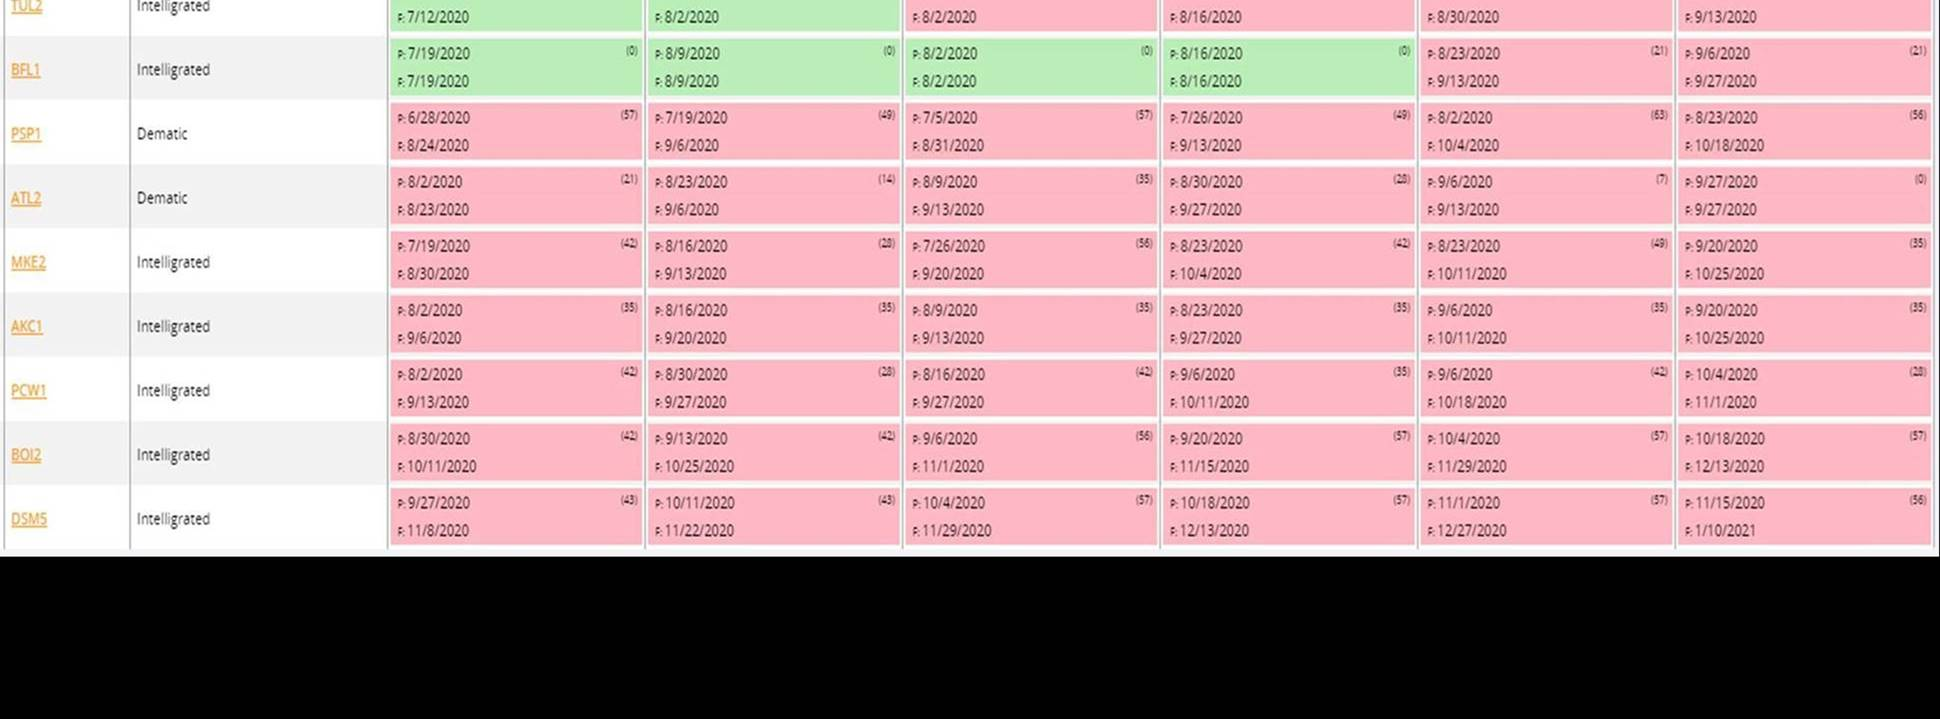 TUL2 Intelligrated F: 7/12/2020 F: 8/2/2020 F: 8/2/2020 F: 8/16/2020 F: 8/30/2020 F: 9/13/2020
P: 7/19/2020 (0) P: 8/9/2020 (0) P: 8/2/2020 (0) P: 8/16/2020 (0) P: 8/23/2020 (21) P: 9/6/2020 (21)
BFL1 Intelligrated
F: 7/19/2020 F: 8/9/2020 F: 8/2/2020 F: 8/16/2020 F: 9/13/2020 F: 9/27/2020
P: 6/28/2020 (57) P: 7/19/2020 (49) P: 7/5/2020 (57) P: 7/26/2020 (49) P: 8/2/2020 (63) P: 8/23/2020 (56)
PSP1 Dematic
F: 8/24/2020 F: 9/6/2020 F: 8/31/2020 F: 9/13/2020 F: 10/4/2020 F: 10/18/2020
P: 8/2/2020 (21) P: 8/23/2020 (14) P: 8/9/2020 (35) P: 8/30/2020 (28) P: 9/6/2020 (7) P: 9/27/2020 (0)
ATL2 Dematic
F: 8/23/2020 F: 9/6/2020 F: 9/13/2020 F: 9/27/2020 F: 9/13/2020 F: 9/27/2020
P: 7/19/2020 (42) P: 8/16/2020 (28) P: 7/26/2020 (56) P: 8/23/2020 (42) P: 8/23/2020 (49) P: 9/20/2020 (35)
MKE2 Intelligrated
F: 8/30/2020 F: 9/13/2020 F: 9/20/2020 F: 10/4/2020 F: 10/11/2020 F: 10/25/2020
P: 8/2/2020 (35) P: 8/16/2020 (35) P: 8/9/2020 (35) P: 8/23/2020 (35) P: 9/6/2020 (35) P: 9/20/2020 (35)
AKC1 Intelligrated
F: 9/6/2020 F: 9/20/2020 F: 9/13/2020 F: 9/27/2020 F: 10/11/2020 F: 10/25/2020
P: 8/2/2020 (42) P: 8/30/2020 (28) P: 8/16/2020 (42) P: 9/6/2020 (35) P: 9/6/2020 (42) P: 10/4/2020 (28)
PCW1 Intelligrated
F: 9/13/2020 F: 9/27/2020 F: 9/27/2020 F: 10/11/2020 F: 10/18/2020 F: 11/1/2020
P: 8/30/2020 (42) P: 9/13/2020 (42) P: 9/6/2020 (56) P: 9/20/2020 (57) P: 10/4/2020 (57) P: 10/18/2020 (57)
BOI2 Intelligrated
F: 10/11/2020 F: 10/25/2020 F: 11/1/2020 F: 11/15/2020 F: 11/29/2020 F: 12/13/2020
P: 9/27/2020 (43) P: 10/11/2020 (43) P: 10/4/2020 (57) P: 10/18/2020 (57) P: 11/1/2020 (57) P: 11/15/2020 (56)
DSM5 Intelligrated
F: 11/8/2020 F: 11/22/2020 F: 11/29/2020 F: 12/13/2020 F: 12/27/2020 F: 1/10/2021